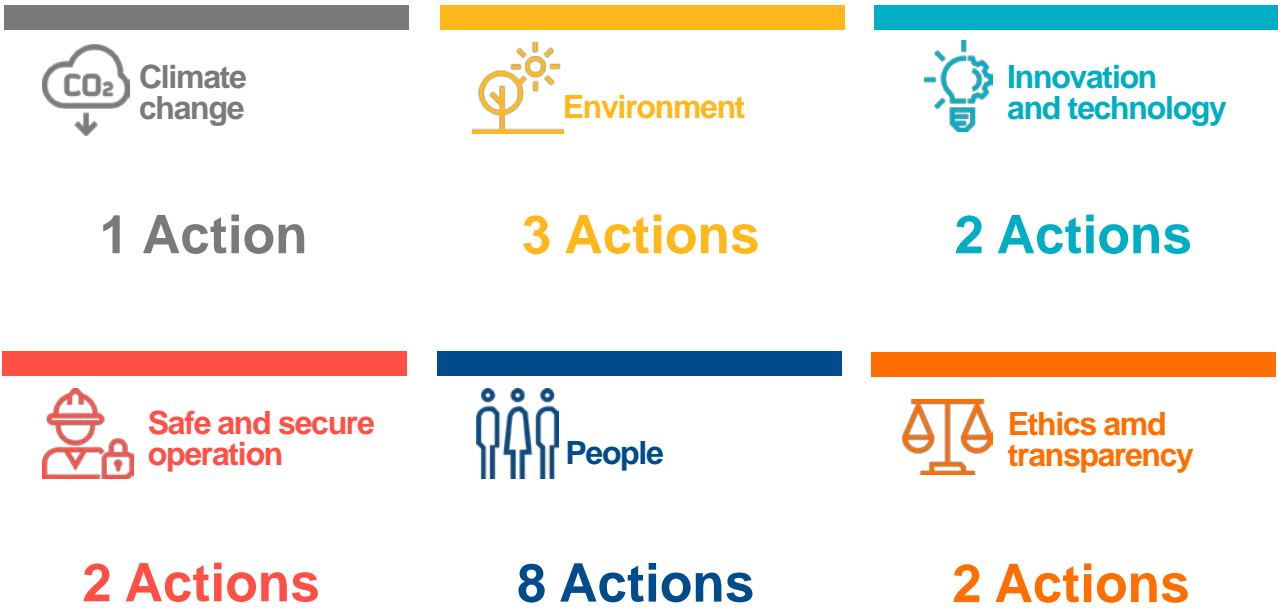 CO₂
Climate
change
Environment
Innovation
and technology
1 Action
3 Actions
2 Actions
Safe and secure
operation
People
Ethics amd
transparency
2 Actions
8 Actions
2 Actions